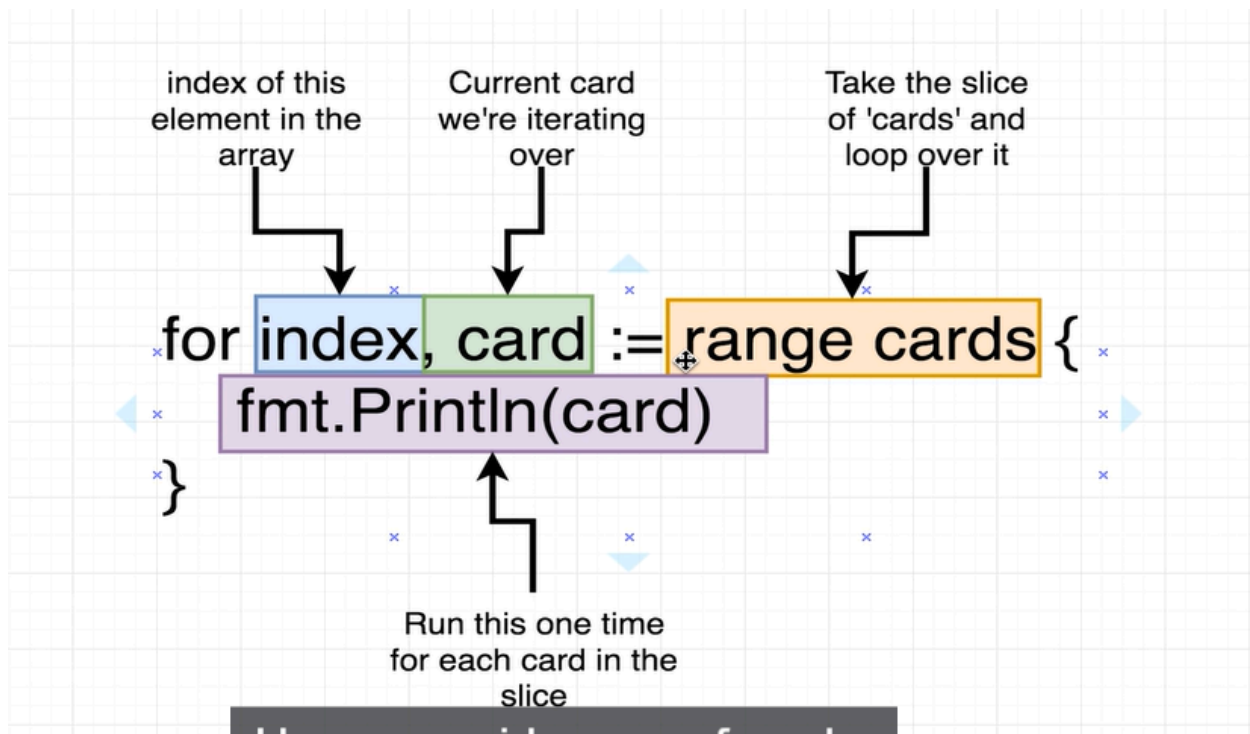 index of this
element in the
array
Current card
we're iterating
over
Take the slice
of 'cards' and
loop over it
for index, card := range cards {
fmt.Println(card)
}
Run this one time
for each card in the
slice